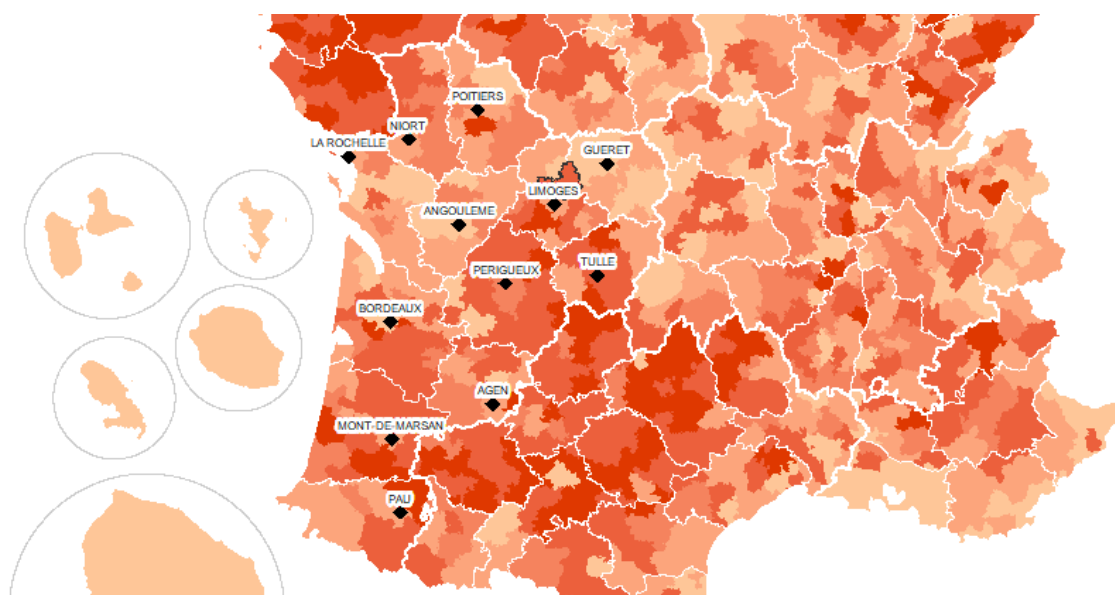 POITIERS
NIORT
LA ROCHELLE
GUERET
LIMOGES
ANGOULEME
TULLE
PERIGUEUX
BORDEAUX
AGEN
MONT-DE-MARSAN
PAU